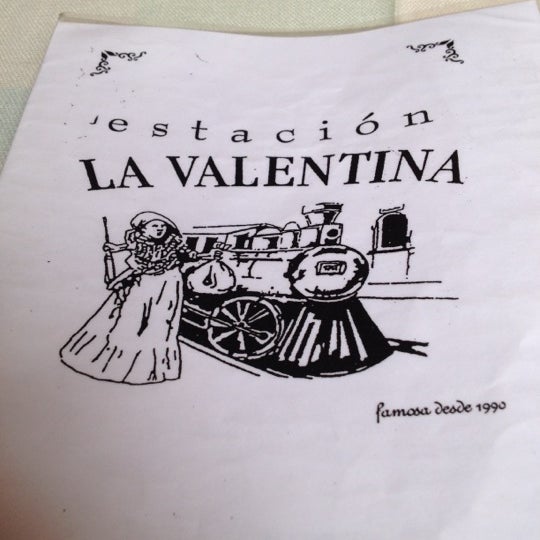 estación
LA VALENTINA
famosa desde 1990